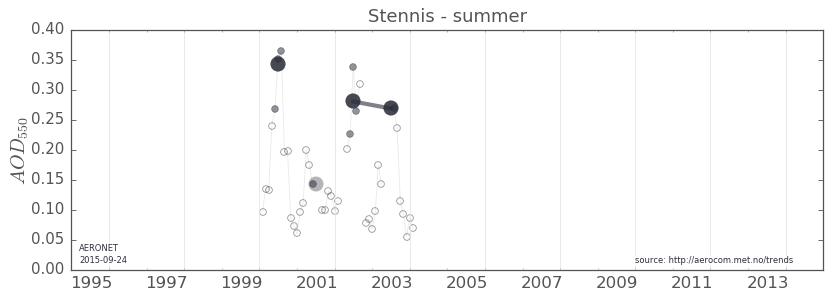 Stennis - summer
0.40
0.35
0.30
0.25
0.20
0.15
0.10
0.05
0.00
AOD550
AERONET
2015-09-24
source: http://aerocom.met.no/trends
1995 1997 1999 2001 2003 2005 2007 2009 2011 2013